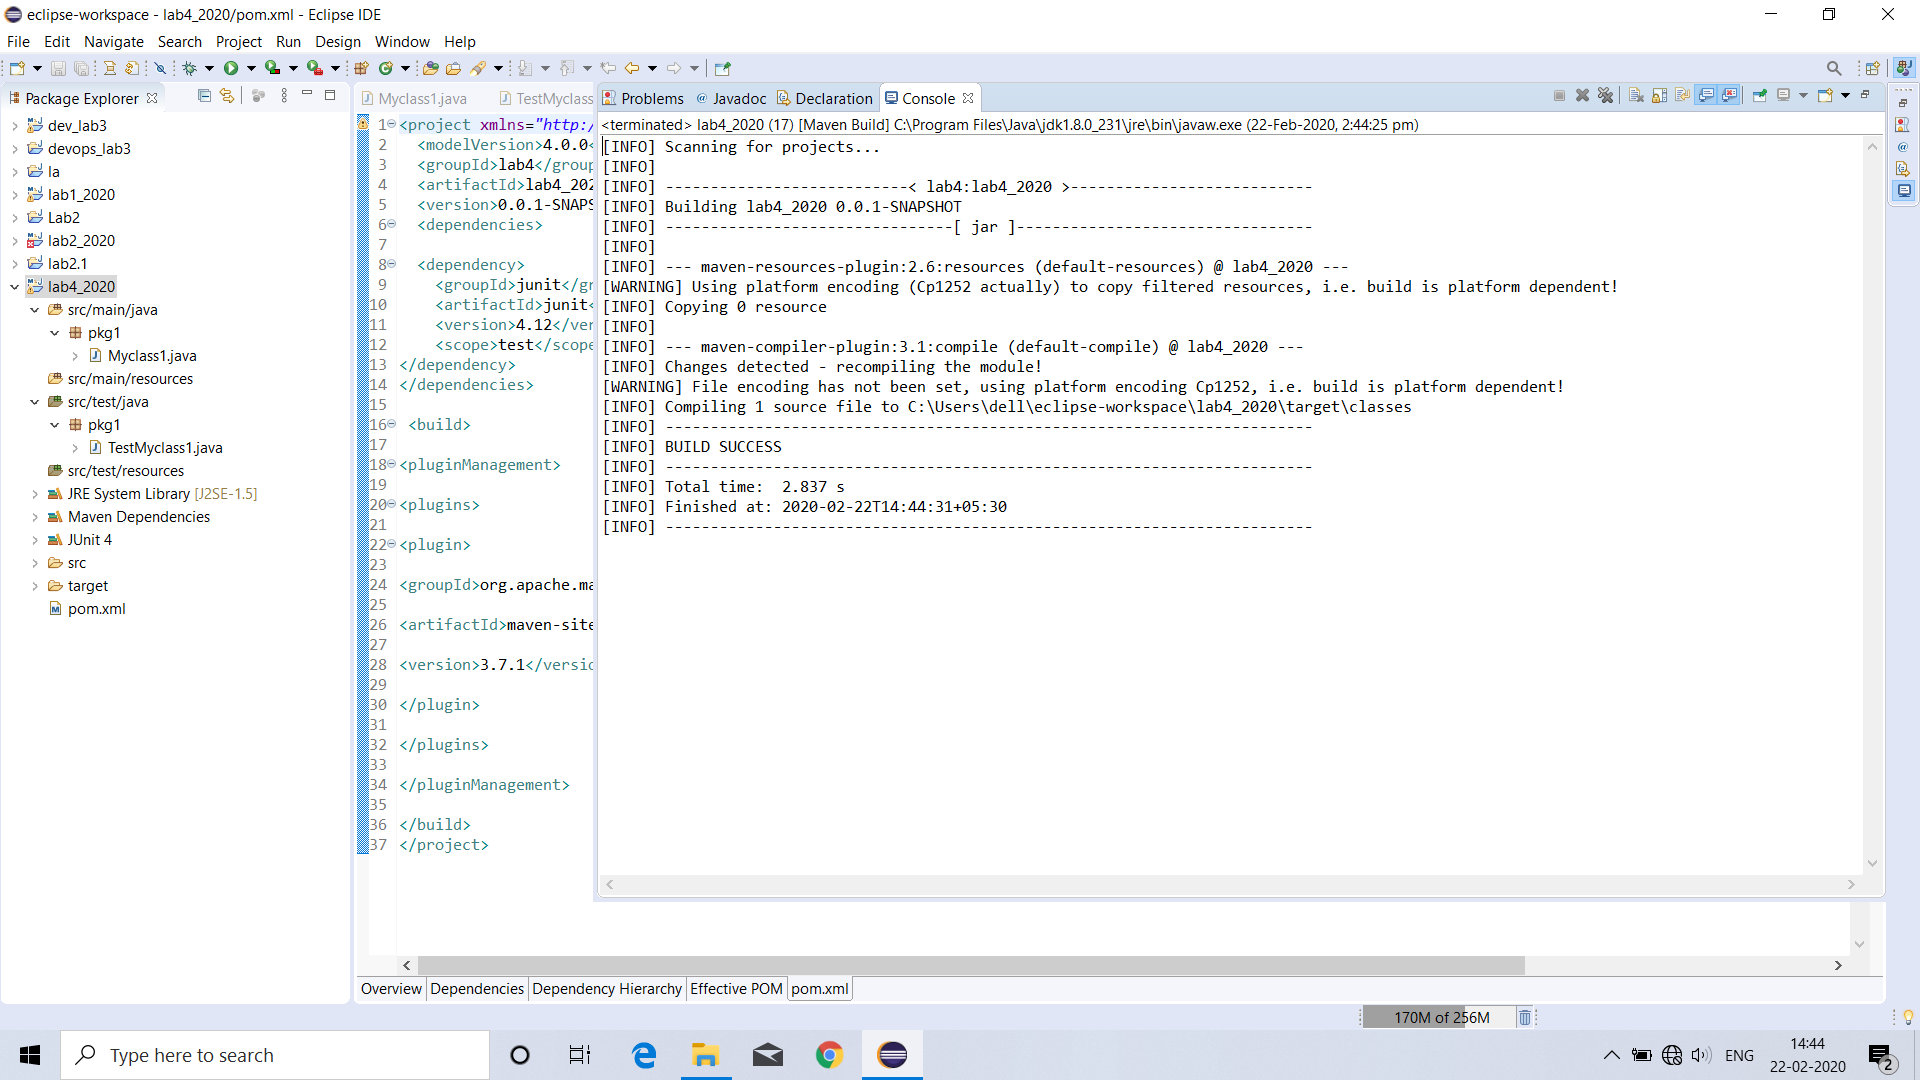 eclipse-workspace - lab4_2020/pom.xml - Eclipse IDE
File Edit Navigate Search Project Run Design Window Help
Package Explorer
dev_lab3
devops_lab3
la
lab1_2020
Lab2
lab2_2020
lab2.1
lab4_2020
src/main/java
pkg1
Myclass1.java
src/main/resources
src/test/java
pkg1
TestMyclass1.java
src/test/resources
JRE System Library [J2SE-1.5]
Maven Dependencies
JUnit 4
src
target
pom.xml
Myclass1.java TestMyclass
1 <project xmlns="http:/
2 <modelVersion>4.0.0<
3 <groupId>lab4</group
4 <artifactId>lab4_202
5 <version>0.0.1-SNAPS
6 <dependencies>
7
8 <dependency>
9 <groupId>junit</gr
10 <artifactId>junit<
11 <version>4.12</ver
12 <scope>test</scope
13 </dependency>
14 </dependencies>
15
16 <build>
17
18 <pluginManagement>
19
20 <plugins>
21
22 <plugin>
23
24 <groupId>org.apache.ma
25
26 <artifactId>maven-site
27
28 <version>3.7.1</versio
29
30 </plugin>
31
32 </plugins>
33
34 </pluginManagement>
35
36 </build>
37 </project>
Problems @ Javadoc Declaration Console
<terminated> lab4_2020 (17) [Maven Build] C:\Program Files\Java\jdk1.8.0_231\jre\bin\javaw.exe (22-Feb-2020, 2:44:25 pm)
[INFO] Scanning for projects...
[INFO]
[INFO] ---------------------------< lab4:lab4_2020 >---------------------------
[INFO] Building lab4_2020 0.0.1-SNAPSHOT
[INFO] --------------------------------[ jar ]---------------------------------
[INFO]
[INFO] --- maven-resources-plugin:2.6:resources (default-resources) @ lab4_2020 ---
[WARNING] Using platform encoding (Cp1252 actually) to copy filtered resources, i.e. build is platform dependent!
[INFO] Copying 0 resource
[INFO]
[INFO] --- maven-compiler-plugin:3.1:compile (default-compile) @ lab4_2020 ---
[INFO] Changes detected - recompiling the module!
[WARNING] File encoding has not been set, using platform encoding Cp1252, i.e. build is platform dependent!
[INFO] Compiling 1 source file to C:\Users\dell\eclipse-workspace\lab4_2020\target\classes
[INFO] ------------------------------------------------------------------------
[INFO] BUILD SUCCESS
[INFO] ------------------------------------------------------------------------
[INFO] Total time:  2.837 s
[INFO] Finished at: 2020-02-22T14:44:31+05:30
[INFO] ------------------------------------------------------------------------
Overview Dependencies Dependency Hierarchy Effective POM pom.xml
170M of 256M
Type here to search
ENG
14:44
22-02-2020
2